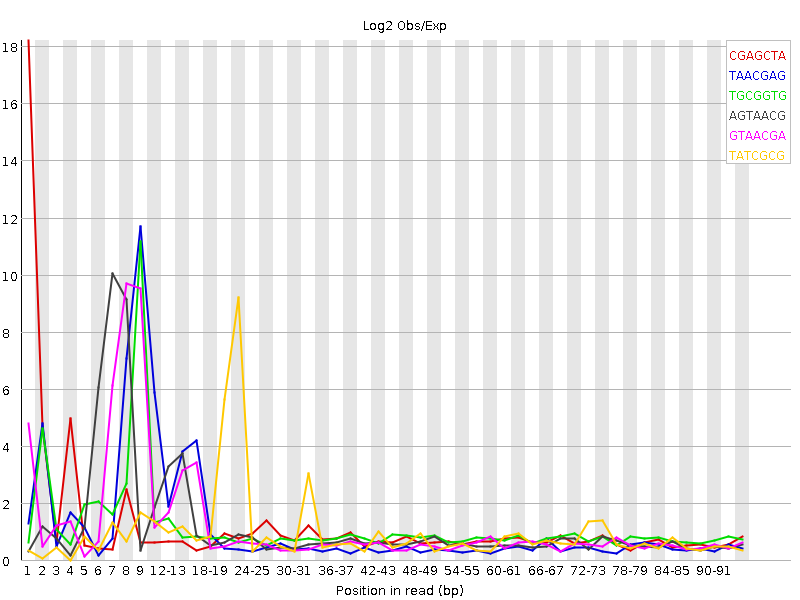 Log2 Obs/Exp
18
16
14
12
10
8
6
4
2
0
CGAGCTA
TAACGAG
TGCGGTG
AGTAACG
GTAACGA
TATCGCG
1 2 3 4 5 6 7 8 9 12-13 18-19 24-25 30-31 36-37 42-43 48-49 54-55 60-61 66-67 72-73 78-79 84-85 90-91
Position in read (bp)